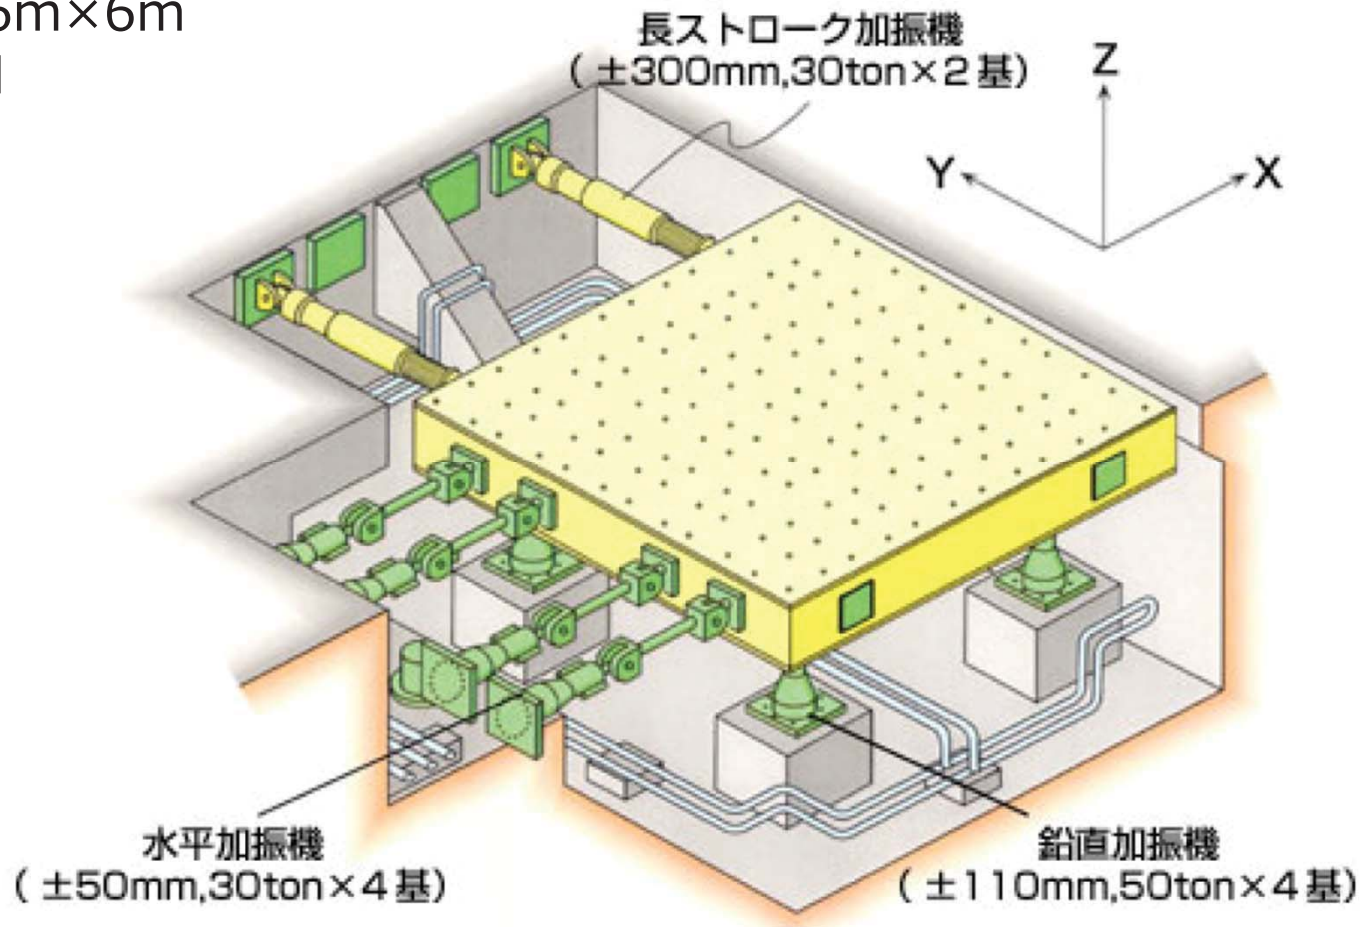 6m×6m
長ストローク加振機
( ±300mm,30ton×2基)
Z
Y
X
水平加振機
( ±50mm,30ton×4基)
鉛直加振機
( ±110mm,50ton×4基)